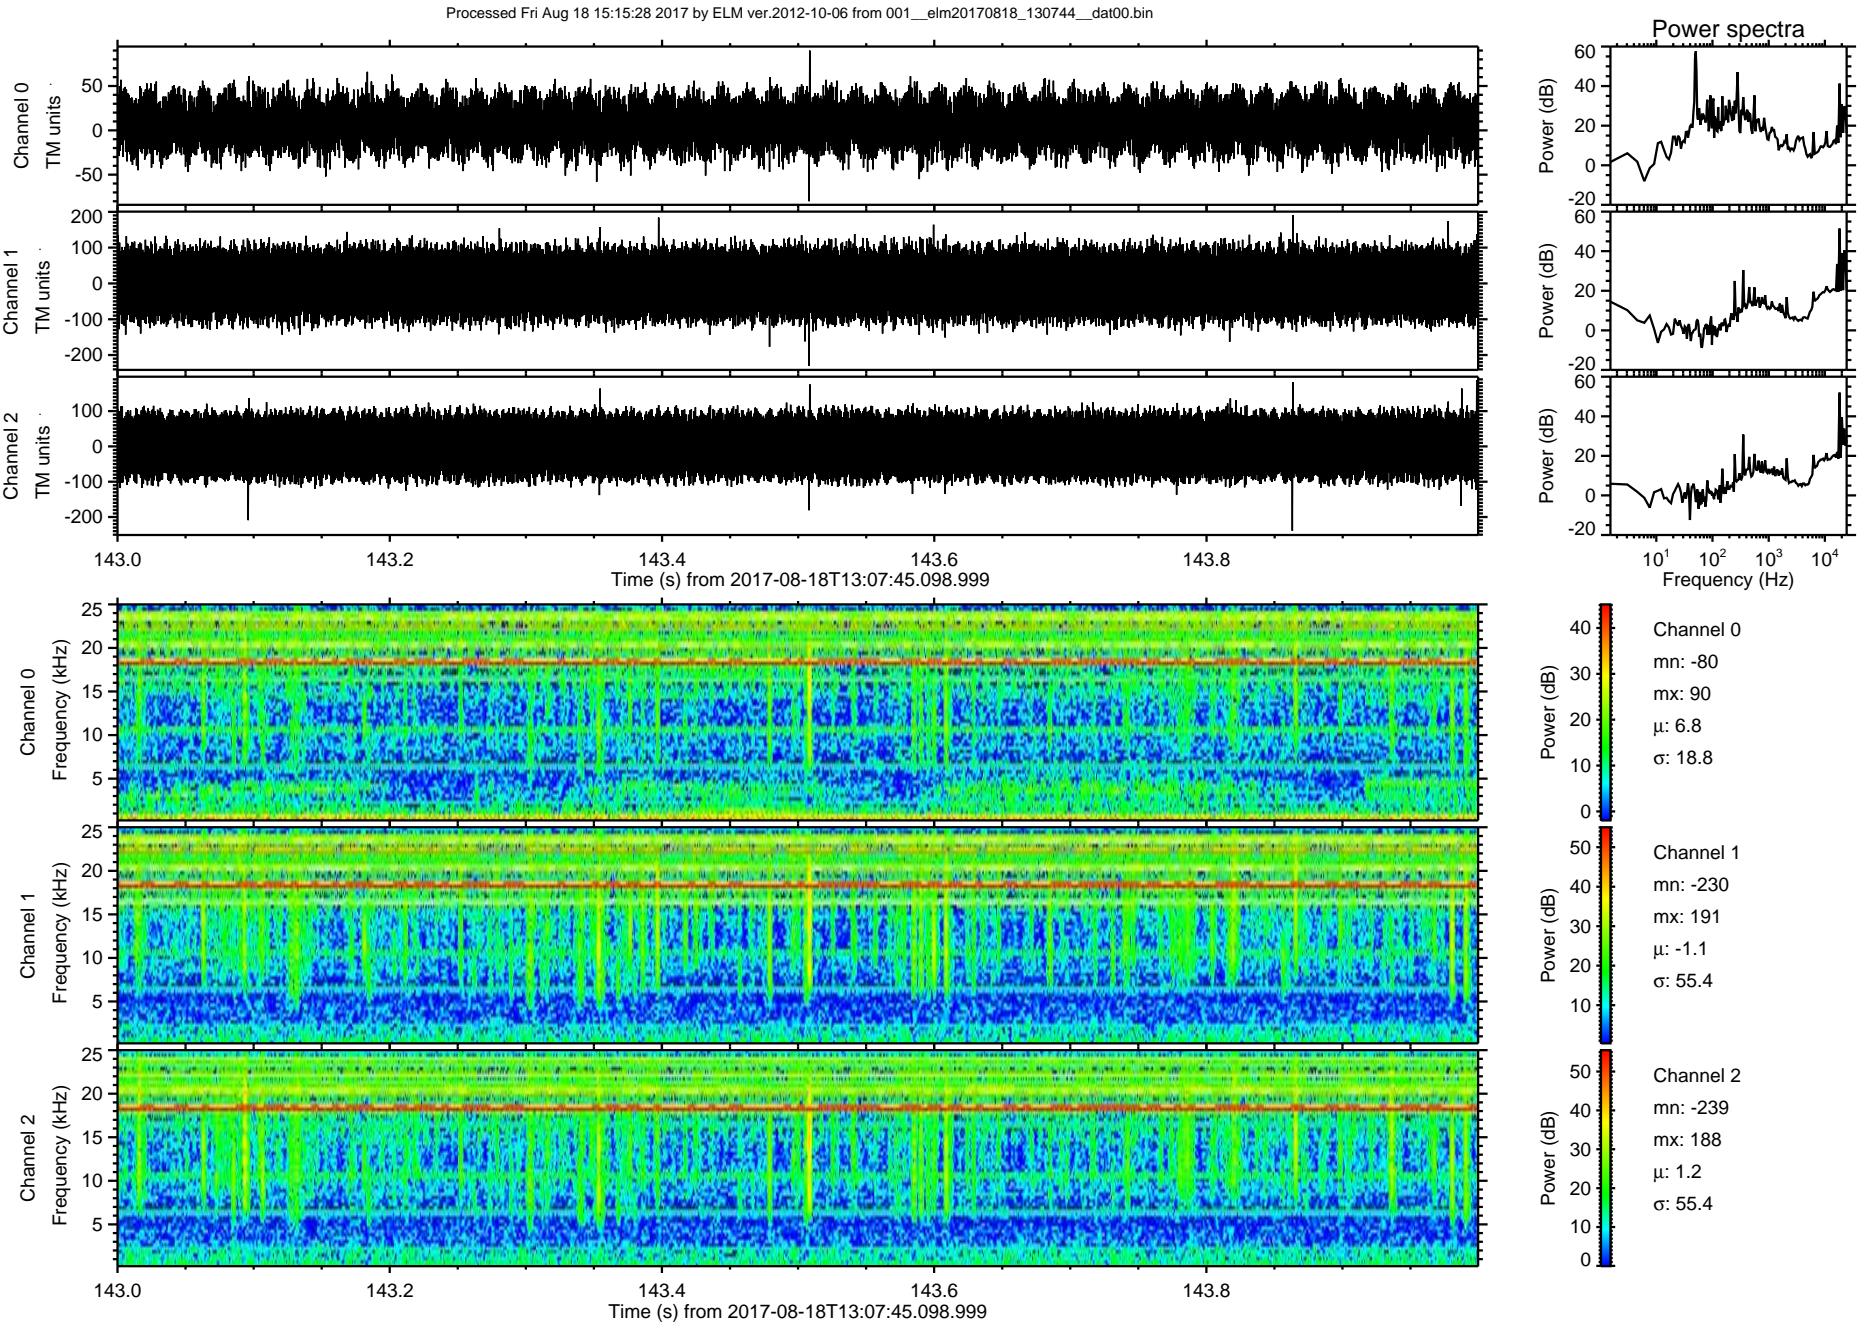 Processed Fri Aug 18 15:15:28 2017 by ELM ver.2012-10-06 from 001__elm20170818_130744__dat00.bin
Power spectra
Channel 0
TM units
50
0
-50
Power (dB)
60
40
20
0
-20
Channel 1
TM units
200
100
0
-100
-200
Power (dB)
60
40
20
0
-20
Channel 2
TM units
100
0
-100
-200
Power (dB)
60
40
20
0
-20
143.0 143.2 143.4 143.6 143.8
Time (s) from 2017-08-18T13:07:45.098.999
10^1 10^2 10^3 10^4
Frequency (Hz)
Channel 0
Frequency (kHz)
25
20
15
10
5
Power (dB)
40
30
20
10
0
Channel 0
mn: -80
mx: 90
μ: 6.8
σ: 18.8
Channel 1
Frequency (kHz)
25
20
15
10
5
Power (dB)
50
40
30
20
10
Channel 1
mn: -230
mx: 191
μ: -1.1
σ: 55.4
Channel 2
Frequency (kHz)
25
20
15
10
5
Power (dB)
50
40
30
20
10
0
Channel 2
mn: -239
mx: 188
μ: 1.2
σ: 55.4
143.0 143.2 143.4 143.6 143.8
Time (s) from 2017-08-18T13:07:45.098.999